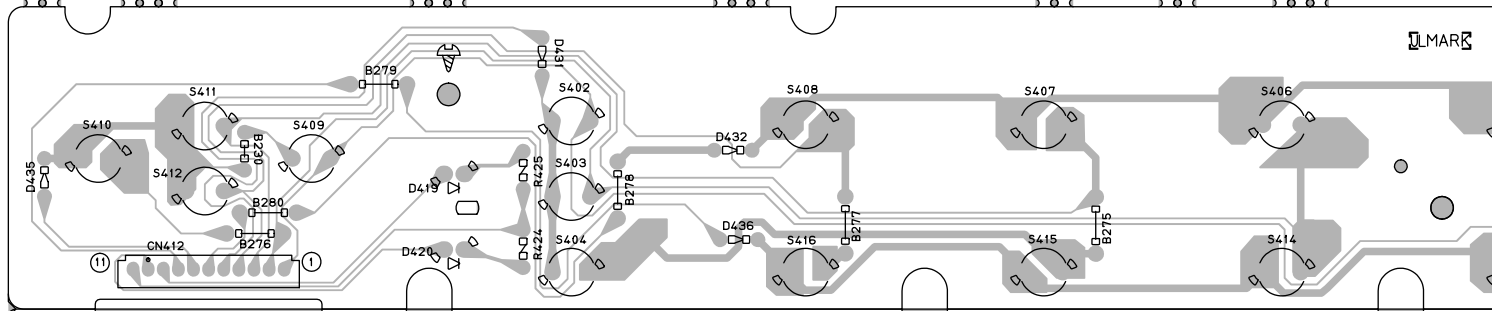 ULMARK
D431
B279
S411
S402
S408
S407
S406
S410
S409
B230
D432
S412
D435
R425
S403
D419
B278
B280
B277
B275
D436
B276
CN412
R424
S404
S416
S415
S414
D420
11
1